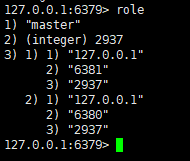 127.0.0.1:6379> role
1) "master"
2) (integer) 2937
3) 1) 1) "127.0.0.1"
      2) "6381"
      3) "2937"
   2) 1) "127.0.0.1"
      2) "6380"
      3) "2937"
127.0.0.1:6379>